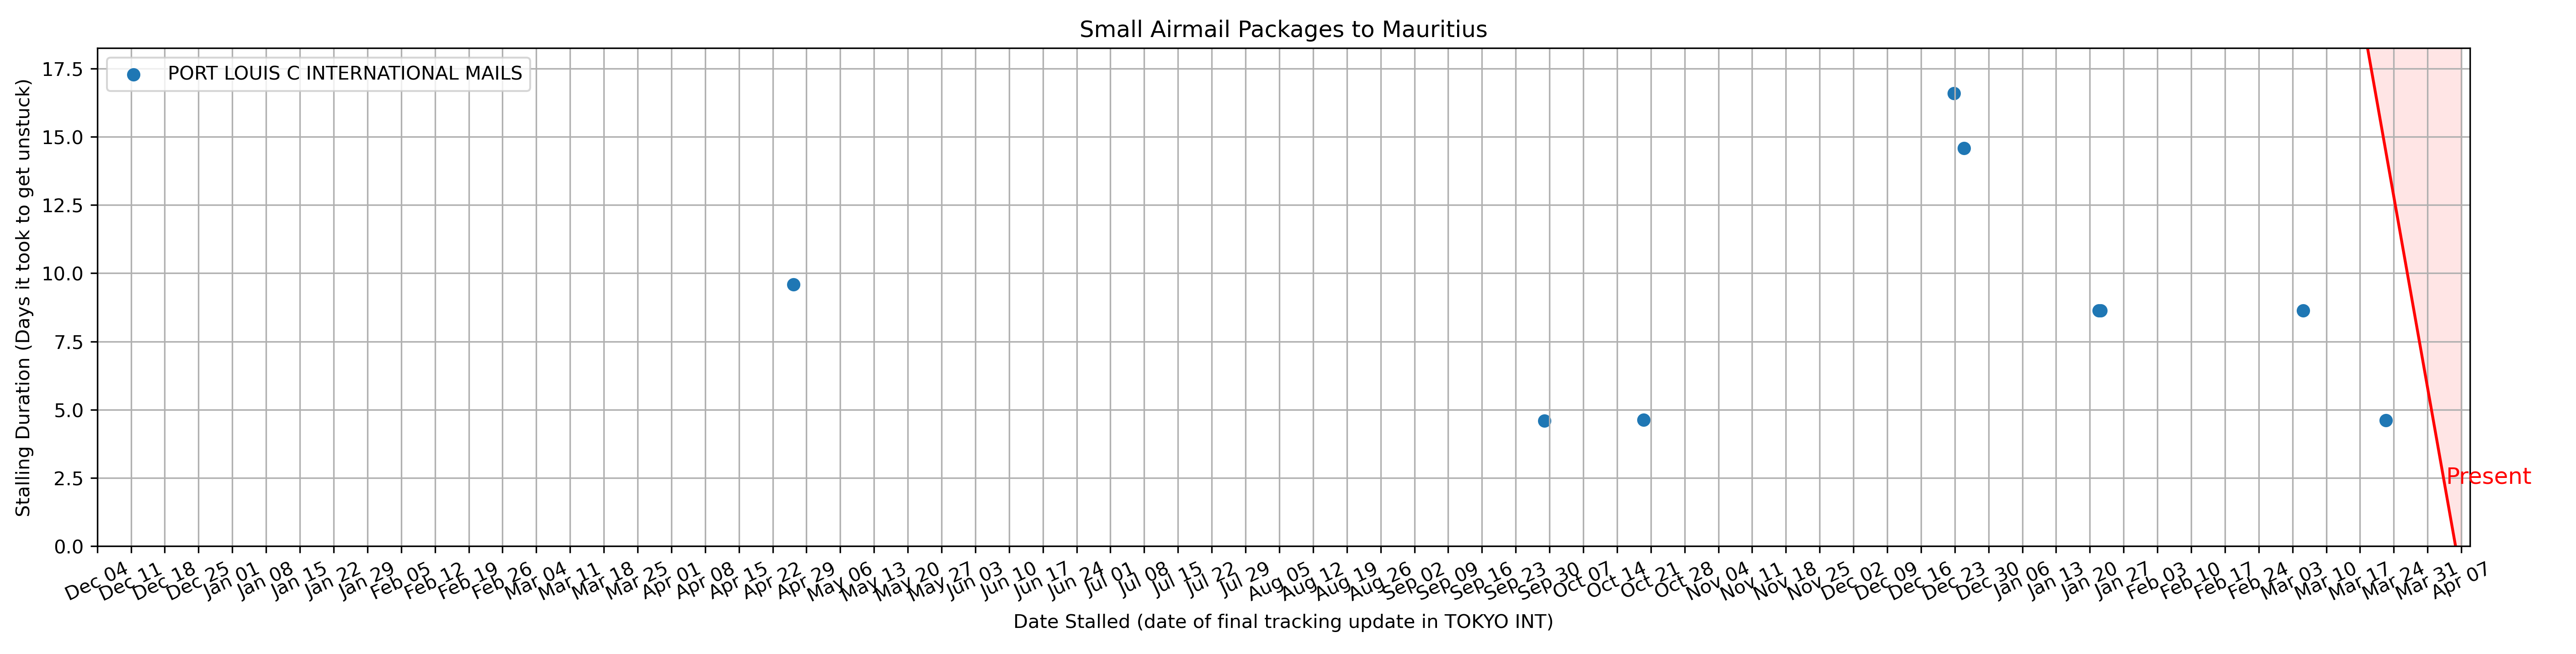 Small Airmail Packages to Mauritius
PORT LOUIS C INTERNATIONAL MAILS
Stalling Duration (Days it took to get unstuck)
17.5
15.0
12.5
10.0
7.5
5.0
2.5
0.0
Present
Dec 04 Dec 11 Dec 18 Dec 25 Jan 01 Jan 08 Jan 15 Jan 22 Jan 29 Feb 05 Feb 12 Feb 19 Feb 26 Mar 04 Mar 11 Mar 18 Mar 25 Apr 01 Apr 08 Apr 15 Apr 22 Apr 29 May 06 May 13 May 20 May 27 Jun 03 Jun 10 Jun 17 Jun 24 Jul 01 Jul 08 Jul 15 Jul 22 Jul 29 Aug 05 Aug 12 Aug 19 Aug 26 Sep 02 Sep 09 Sep 16 Sep 23 Sep 30 Oct 07 Oct 14 Oct 21 Oct 28 Nov 04 Nov 11 Nov 18 Nov 25 Dec 02 Dec 09 Dec 16 Dec 23 Dec 30 Jan 06 Jan 13 Jan 20 Jan 27 Feb 03 Feb 10 Feb 17 Feb 24 Mar 03 Mar 10 Mar 17 Mar 24 Mar 31 Apr 07
Date Stalled (date of final tracking update in TOKYO INT)